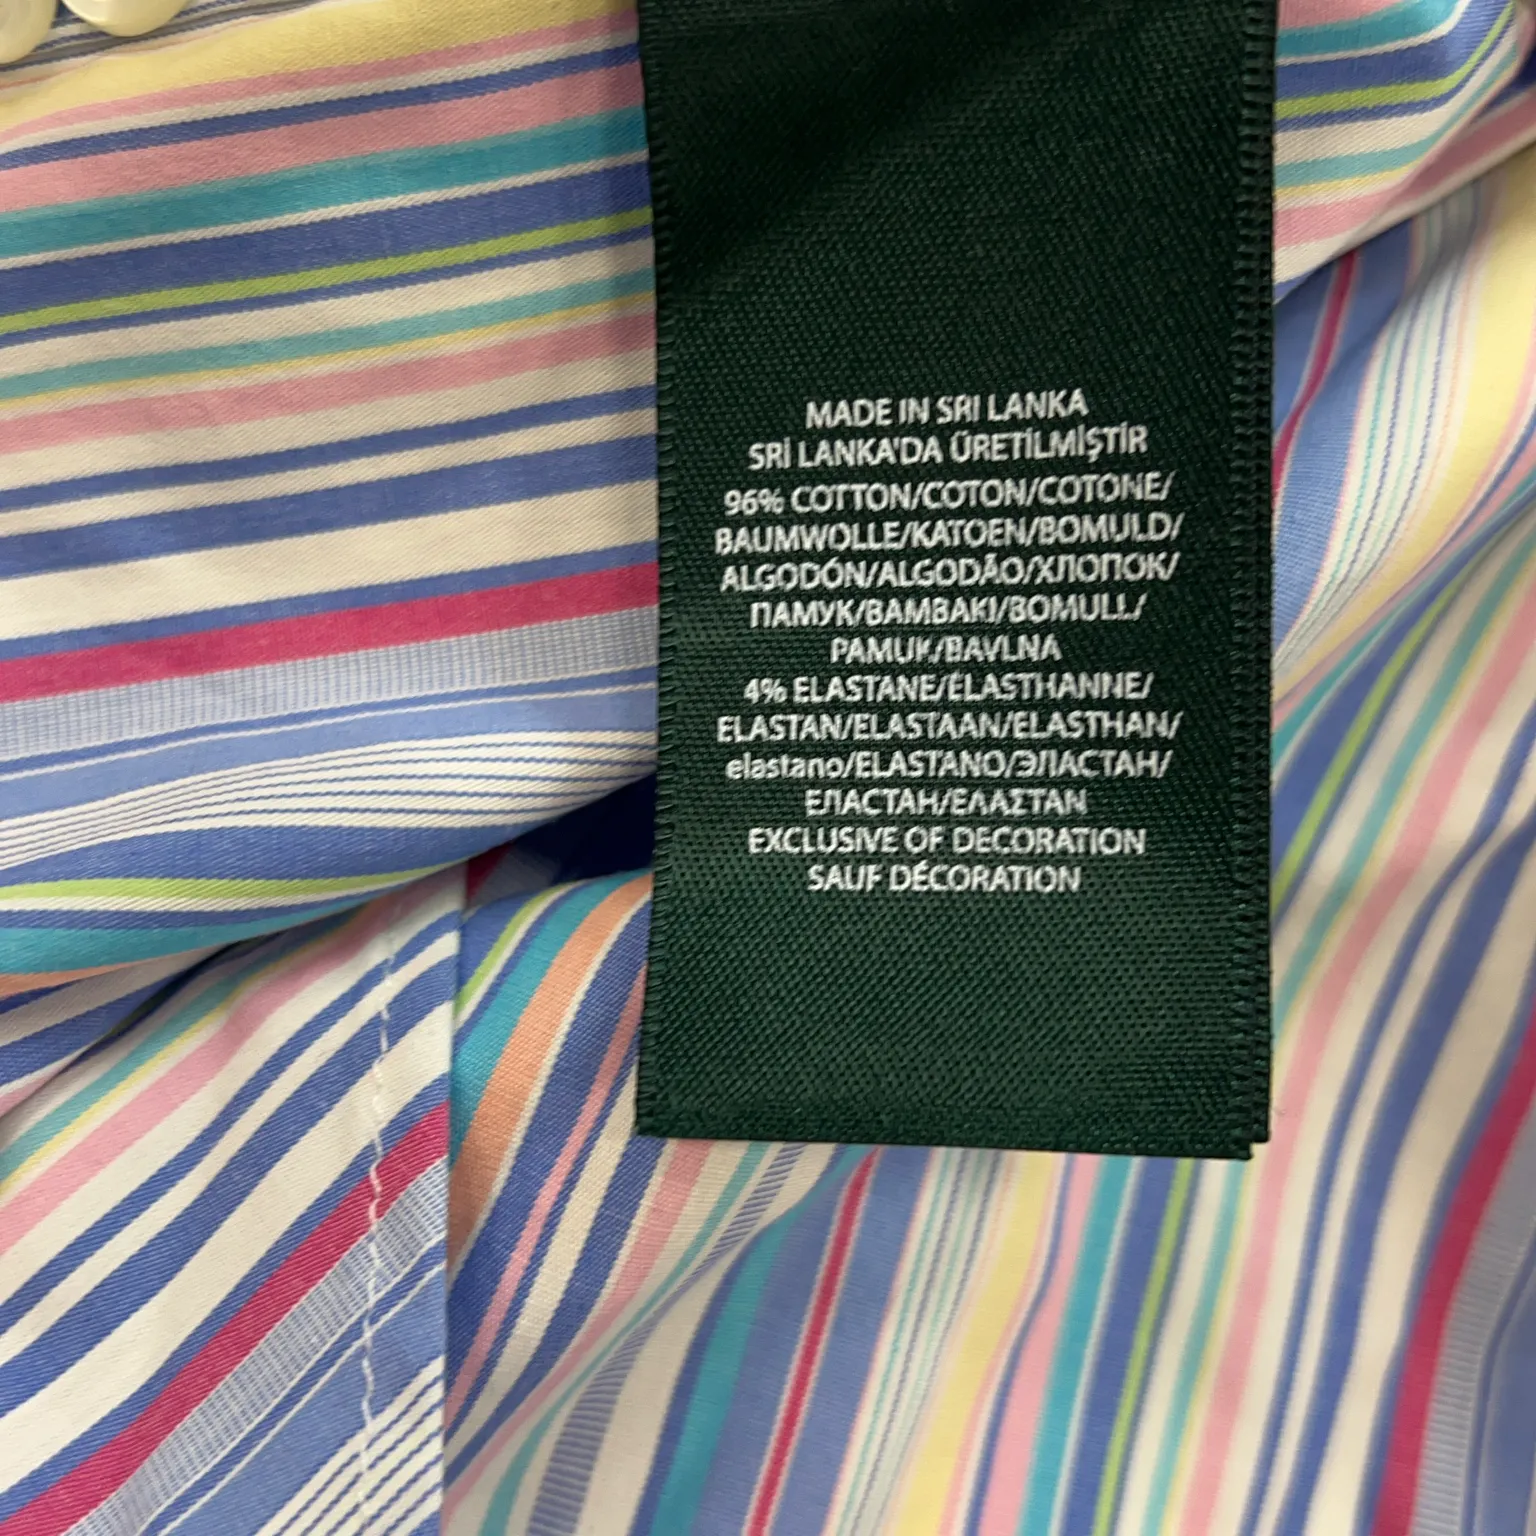 MADE IN SRI LANKA
SRİ LANKA'DA ÜRETİLMİŞTİR
96% COTTON/COTON/COTONE/
BAUMWOLLE/KATOEN/BOMULD/
ALGODÓN/ALGODÃO/ХЛОПОК/
ПАМУК/ΒΑΜΒΑΚΙ/BOMULL/
PAMUK/BAVLNA
4% ELASTANE/ÉLASTHANNE/
ELASTAN/ELASTAAN/ELASTHAN/
elastano/ELASTANO/ЭЛАСТАН/
ЕЛАСТАН/ΕΛΑΣΤΑΝ
EXCLUSIVE OF DECORATION
SAUF DÉCORATION